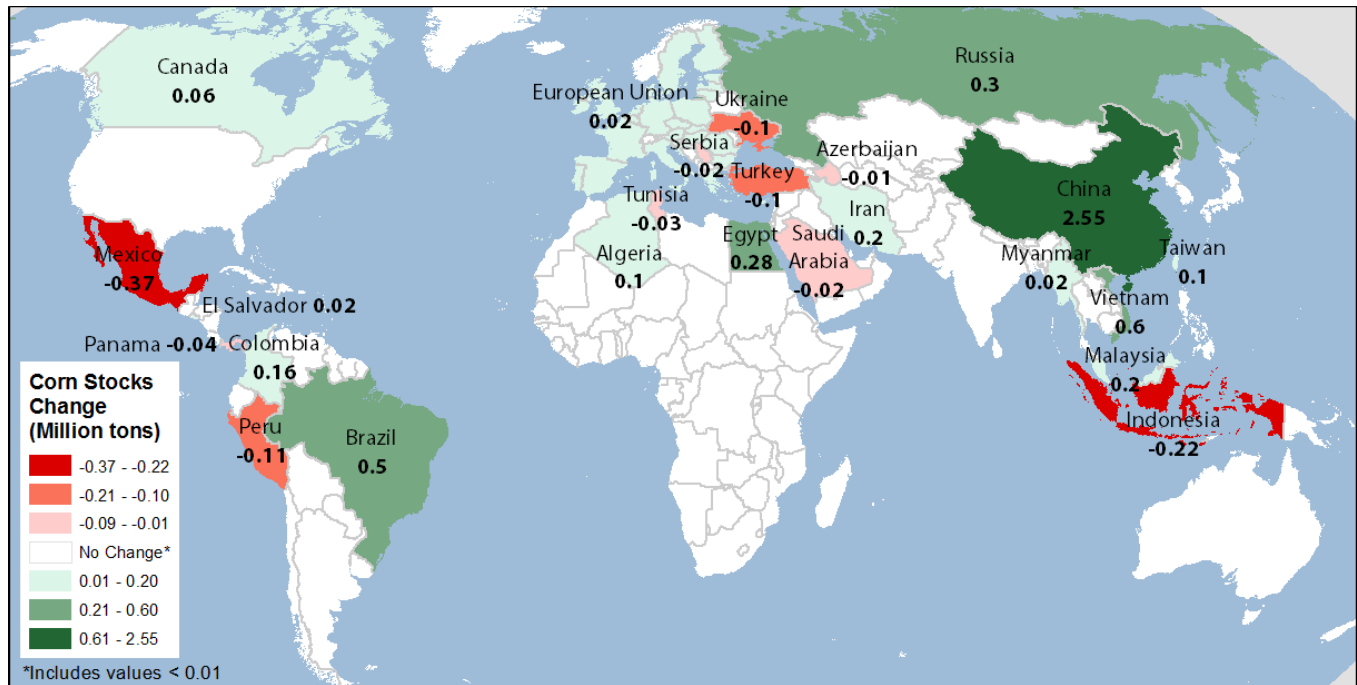 Canada
0.06
Russia
0.3
European Union
0.02
Ukraine
-0.1
Serbia
-0.02
Azerbaijan
-0.01
Turkey
-0.1
China
2.55
Tunisia
-0.03
Iran
0.2
Mexico
-0.37
Algeria
0.1
Egypt
0.28
Saudi
Arabia
-0.02
Myanmar
0.02
Taiwan
0.1
El Salvador 0.02
Vietnam
0.6
Panama -0.04
Colombia
0.16
Malaysia
0.2
Indonesia
-0.22
Peru
-0.11
Brazil
0.5
Corn Stocks
Change
(Million tons)
-0.37 - -0.22
-0.21 - -0.10
-0.09 - -0.01
No Change*
0.01 - 0.20
0.21 - 0.60
0.61 - 2.55
*Includes values < 0.01